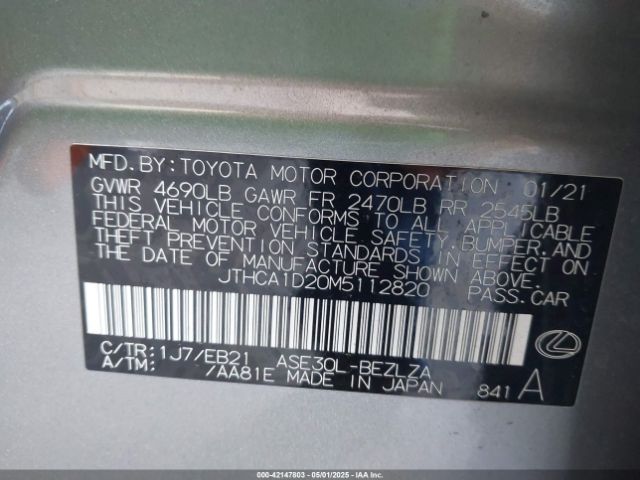 MFD. BY: TOYOTA MOTOR CORPORATION 01/21
GVWR 4690LB GAWR FR 2470LB RR 2545LB
THIS VEHICLE CONFORMS TO ALL APPLICABLE
FEDERAL MOTOR VEHICLE SAFETY, BUMPER, AND
THEFT PREVENTION STANDARDS IN EFFECT ON
THE DATE OF MANUFACTURE SHOWN ABOVE.
JTHCA1D20M5112820 PASS. CAR
C/TR: 1J7/EB21 ASE30L-BEZLZA
A/TM: /AA81E MADE IN JAPAN 841 A
000-42147803 - 05/01/2025 - IAAI.COM